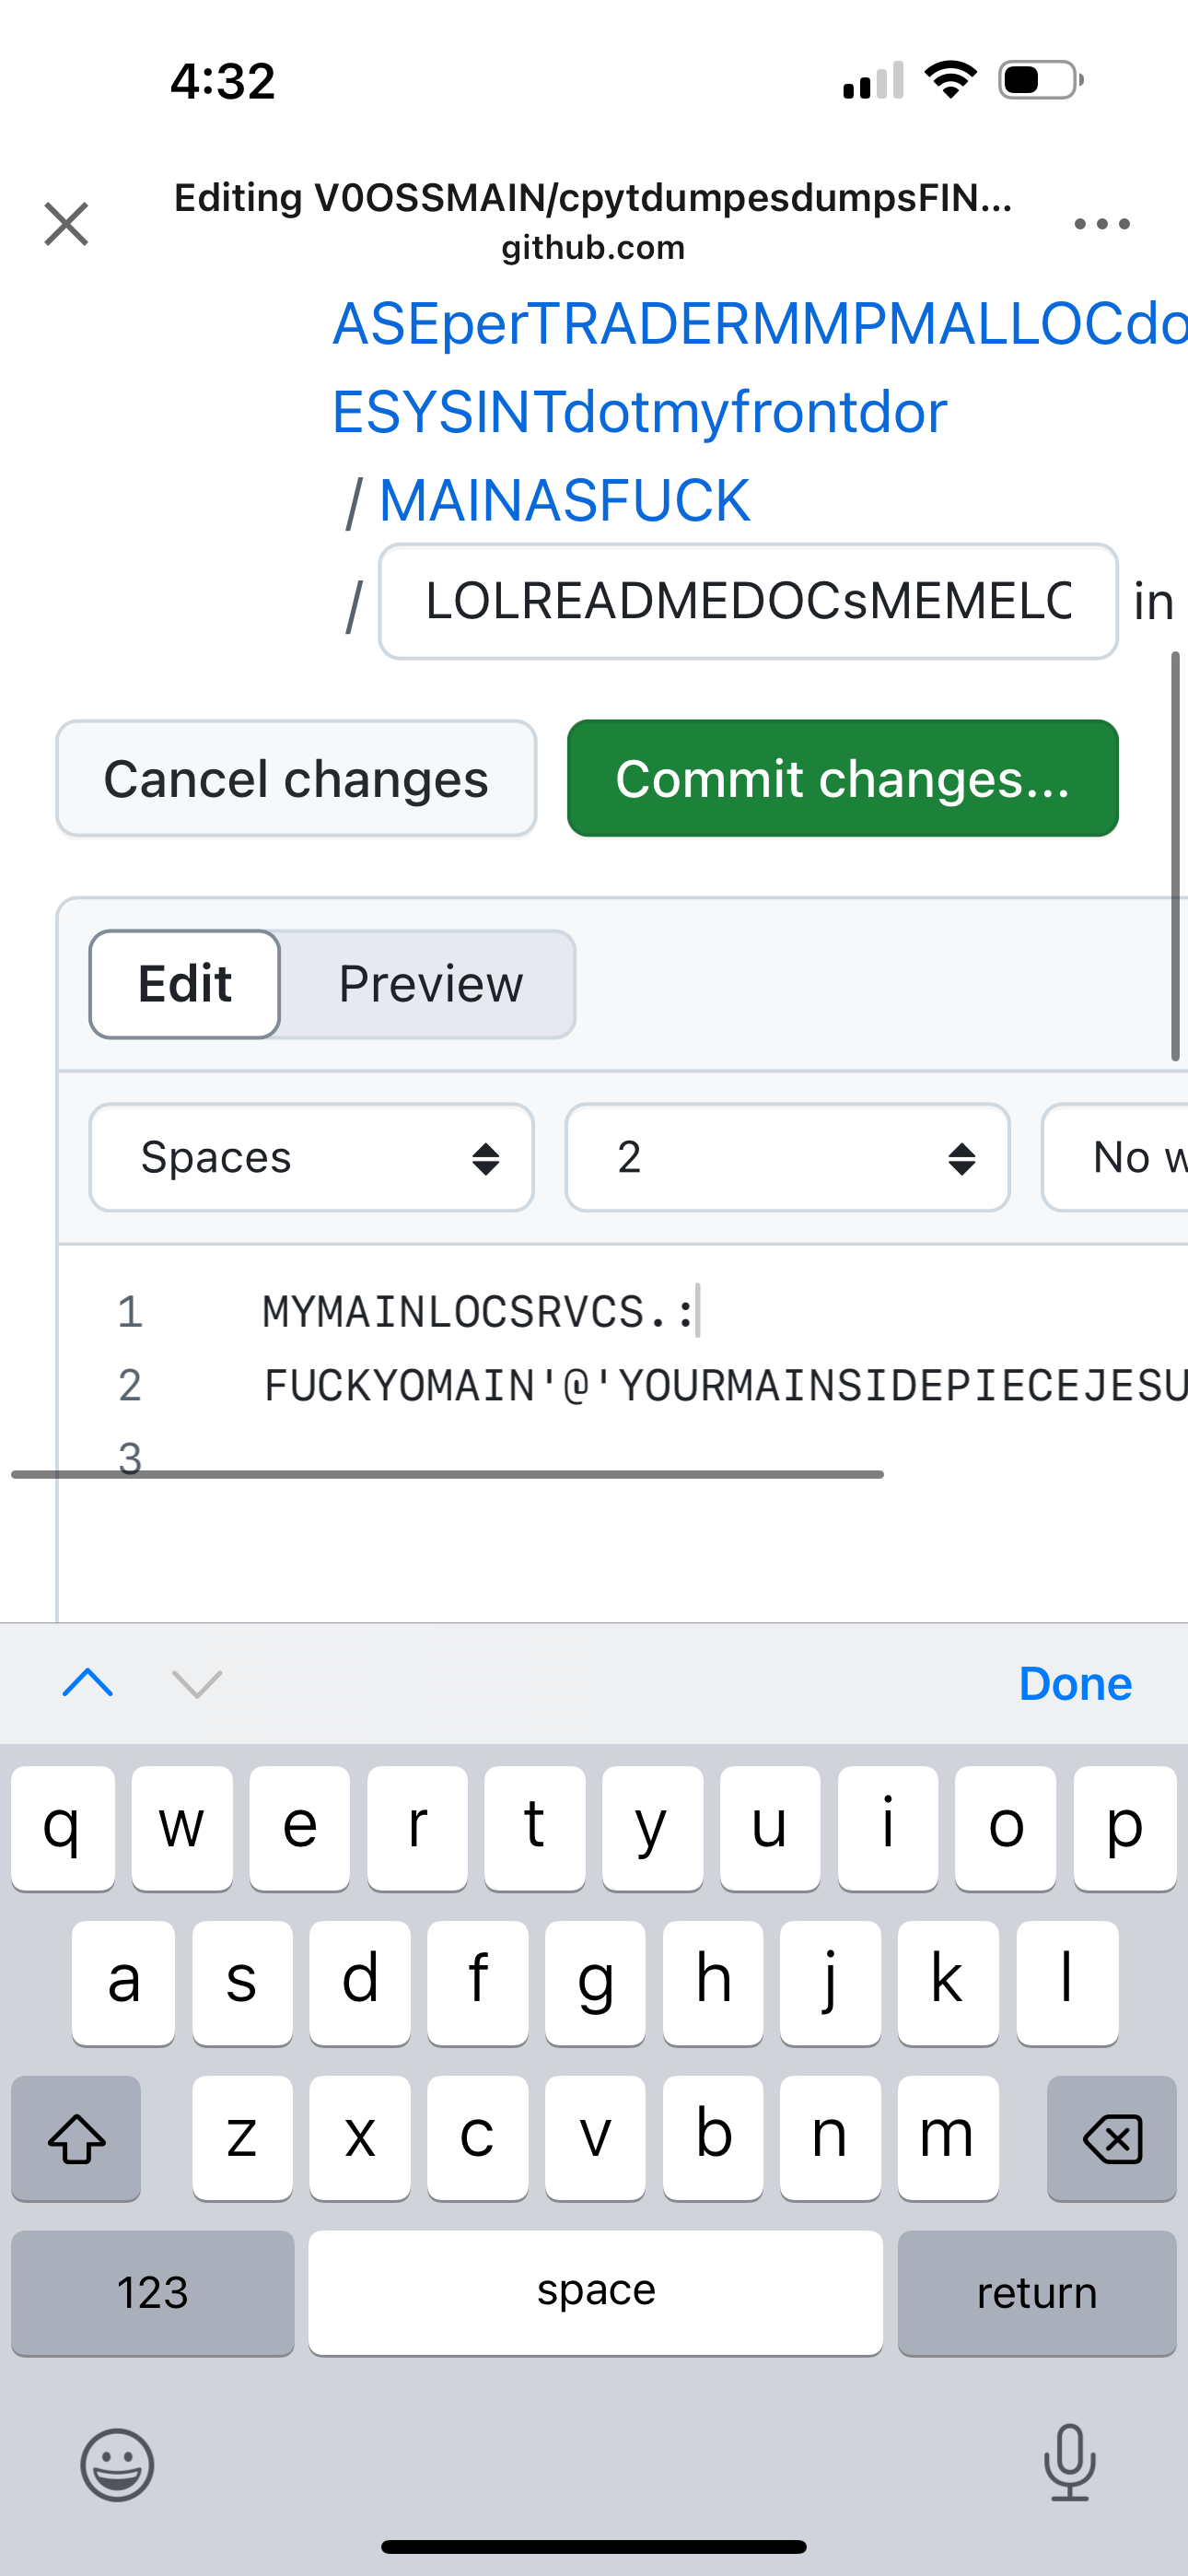 4:32
Editing V0OSSMAIN/cpytdumpesdumpsFIN...
github.com
ASEperTRADERMMPMALLOCdo
ESYSINTdotmyfrontdor
/ MAINASFUCK
/ LOLREADMEDOCsMEMELC in
Cancel changes Commit changes...
Edit Preview
Spaces 2 No w
1 MYMAINLOCSRVCS.:
2 FUCKYOMAIN'@'YOURMAINSIDEPIECEJESU
3
Done
q w e r t y u i o p
a s d f g h j k l
z x c v b n m
123 space return